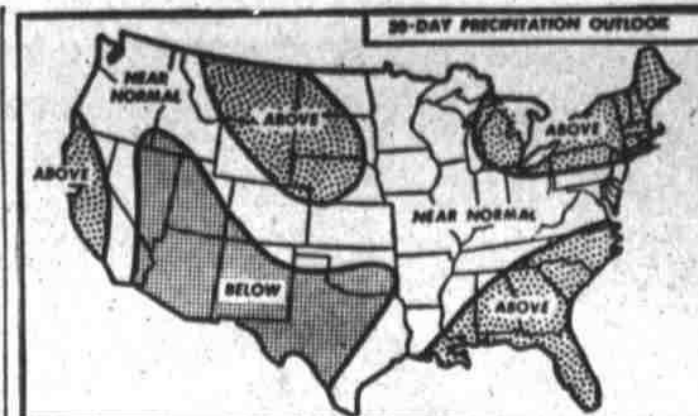 30-DAY PRECIPITATION OUTLOOK
NEAR
NORMAL
ABOVE
ABOVE
ABOVE
NEAR NORMAL
BELOW
ABOVE